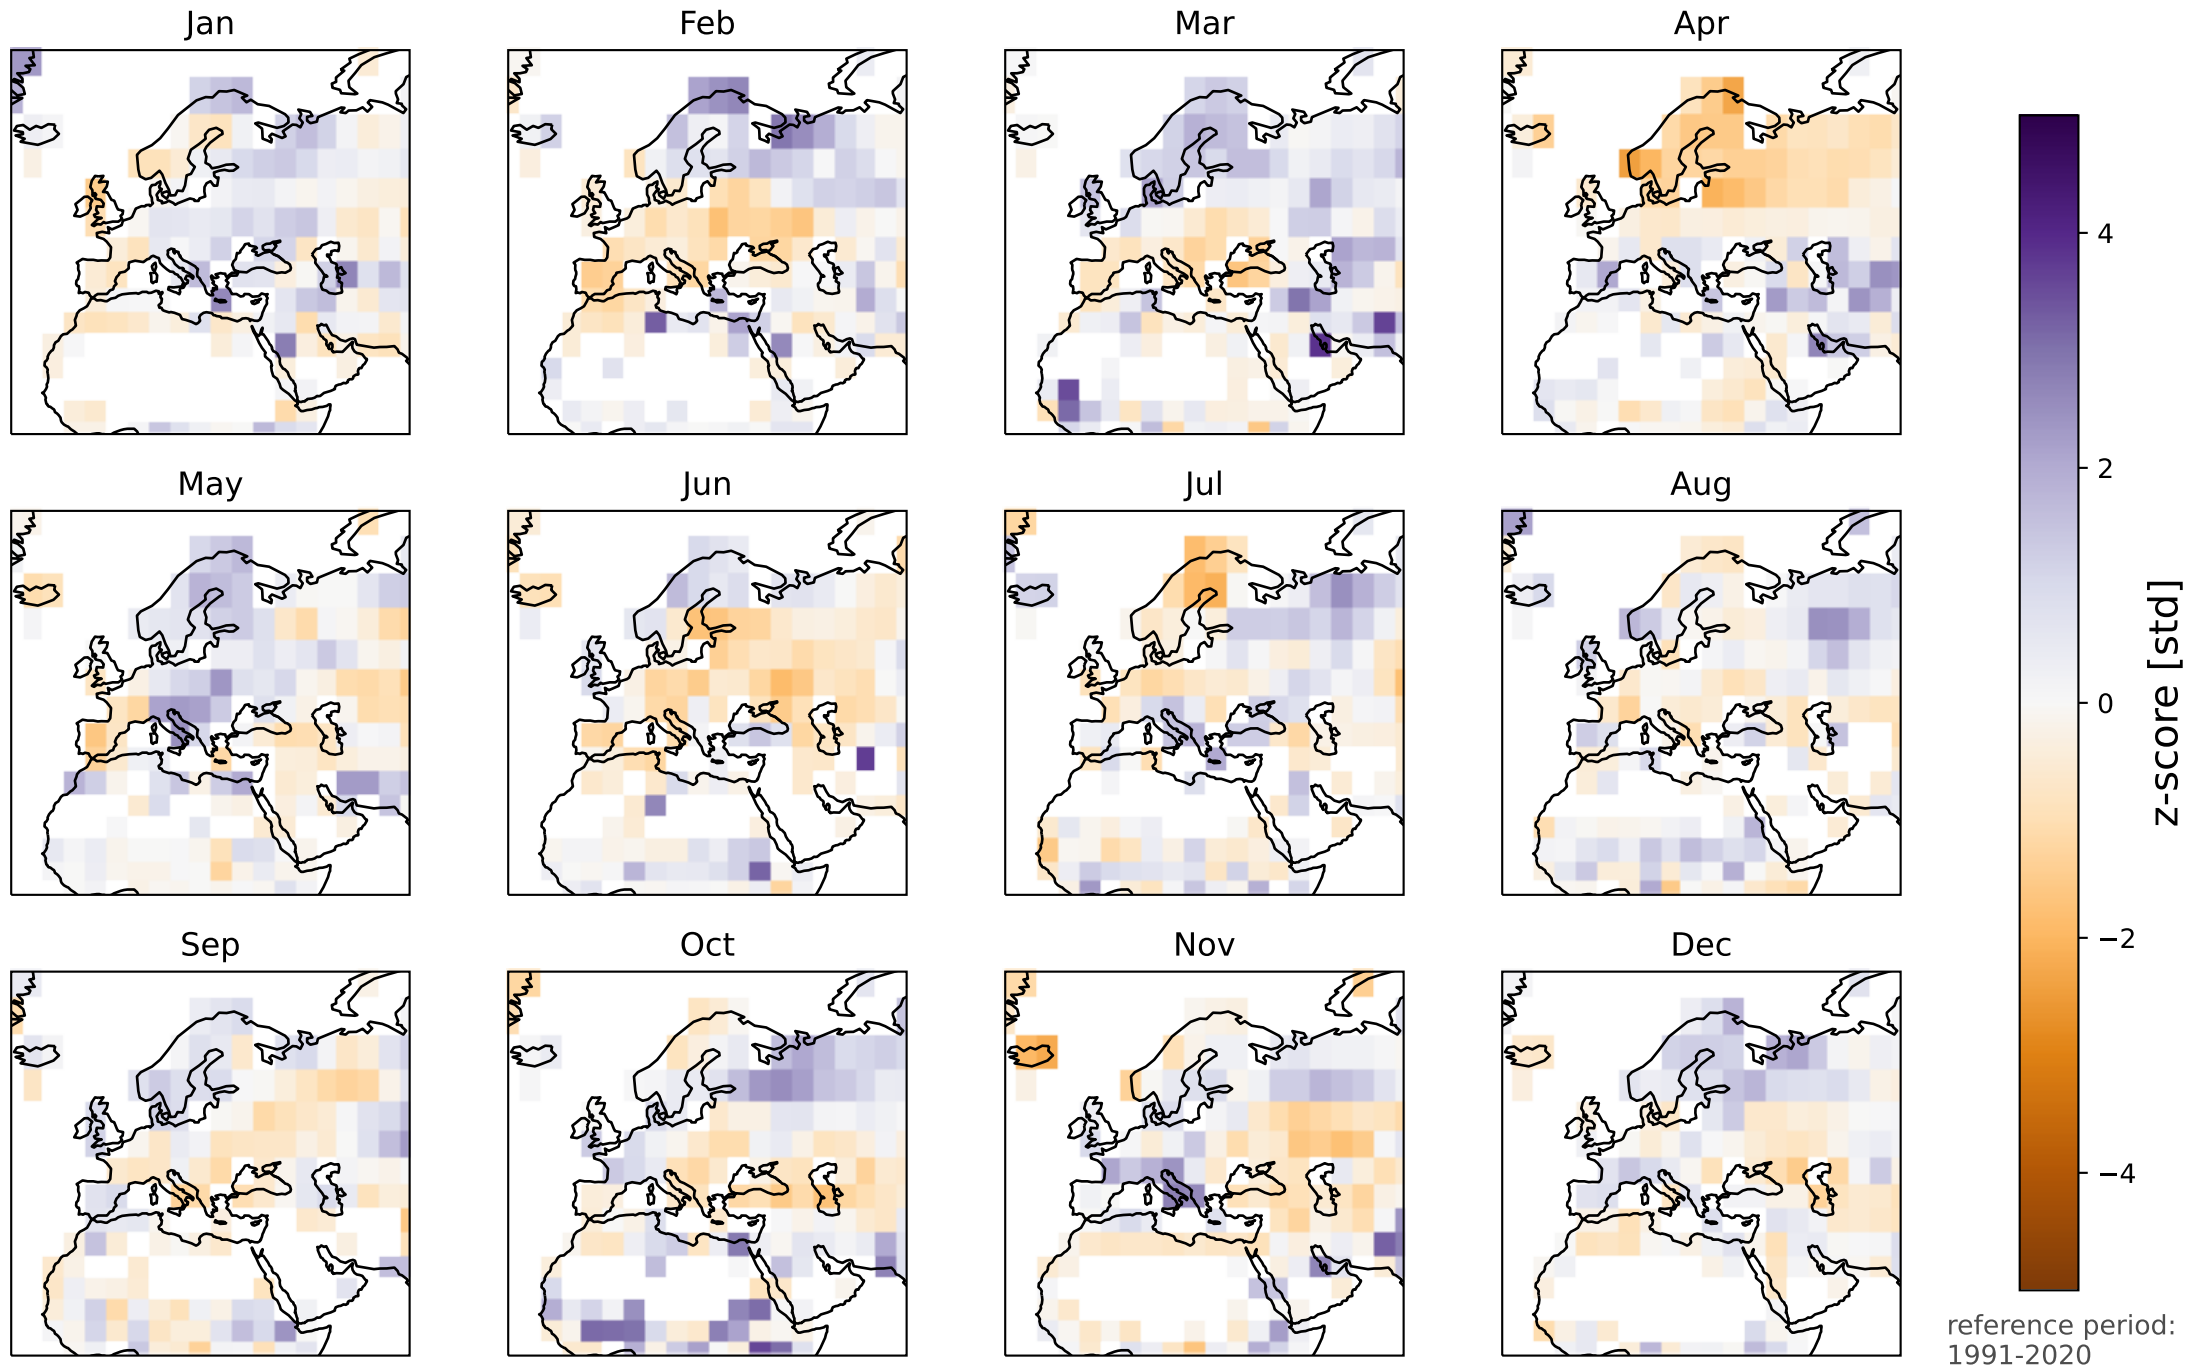 Jan Feb Mar Apr
May Jun Jul Aug
Sep Oct Nov Dec
4
2
0
−2
−4
z-score [std]
reference period:
1991-2020